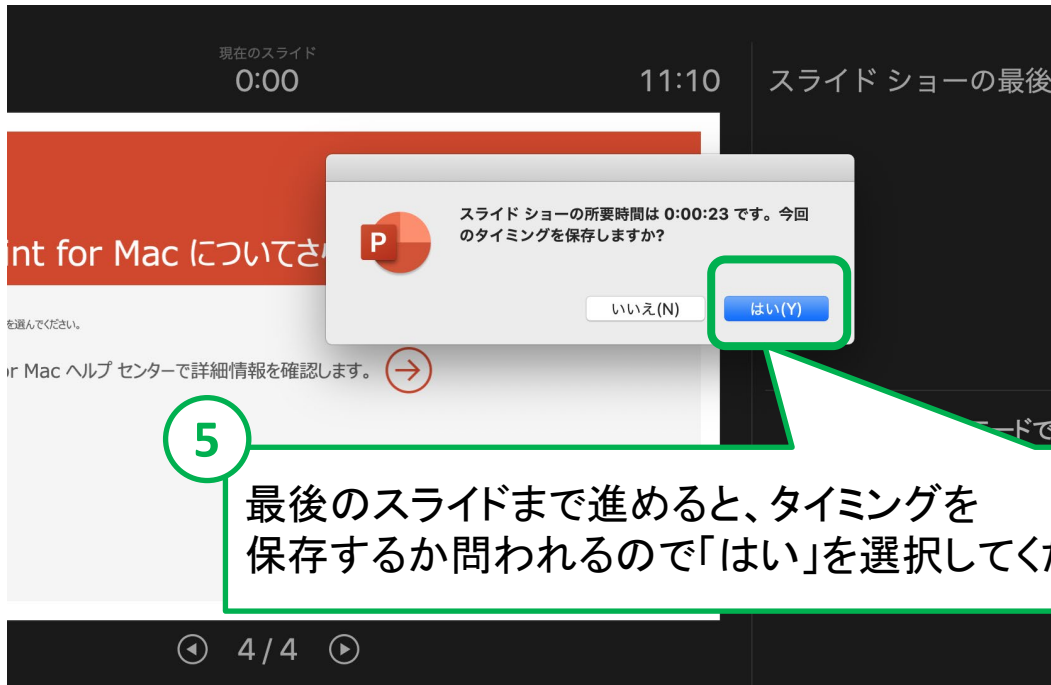 現在のスライド
0:00
11:10
スライド ショーの最後
スライド ショーの所要時間は 0:00:23 です。今回
のタイミングを保存しますか?
P
int for Mac についてさ
いいえ(N)
はい(Y)
を選んでください。
or Mac ヘルプ センターで詳細情報を確認します。
ードで
5
最後のスライドまで進めると、タイミングを
保存するか問われるので「はい」を選択してくだ
4 / 4